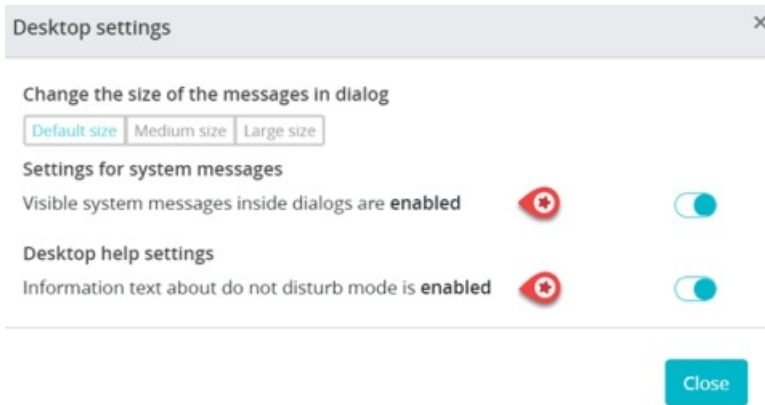 Desktop settings
Change the size of the messages in dialog
Default size Medium size Large size
Settings for system messages
Visible system messages inside dialogs are enabled
Desktop help settings
Information text about do not disturb mode is enabled
Close